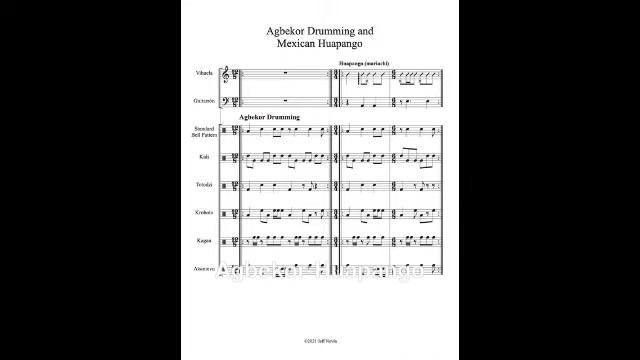 Agbekor Drumming and
Mexican Huapango
Huapango (mariachi)
Vihuela
Guitarrón
Agbekor Drumming
Standard
Bell Pattern
Kidi
Totodzi
Kroboto
Kagan
Atsimevu
Agbekor Huapango
©2021 Jeff Nevin